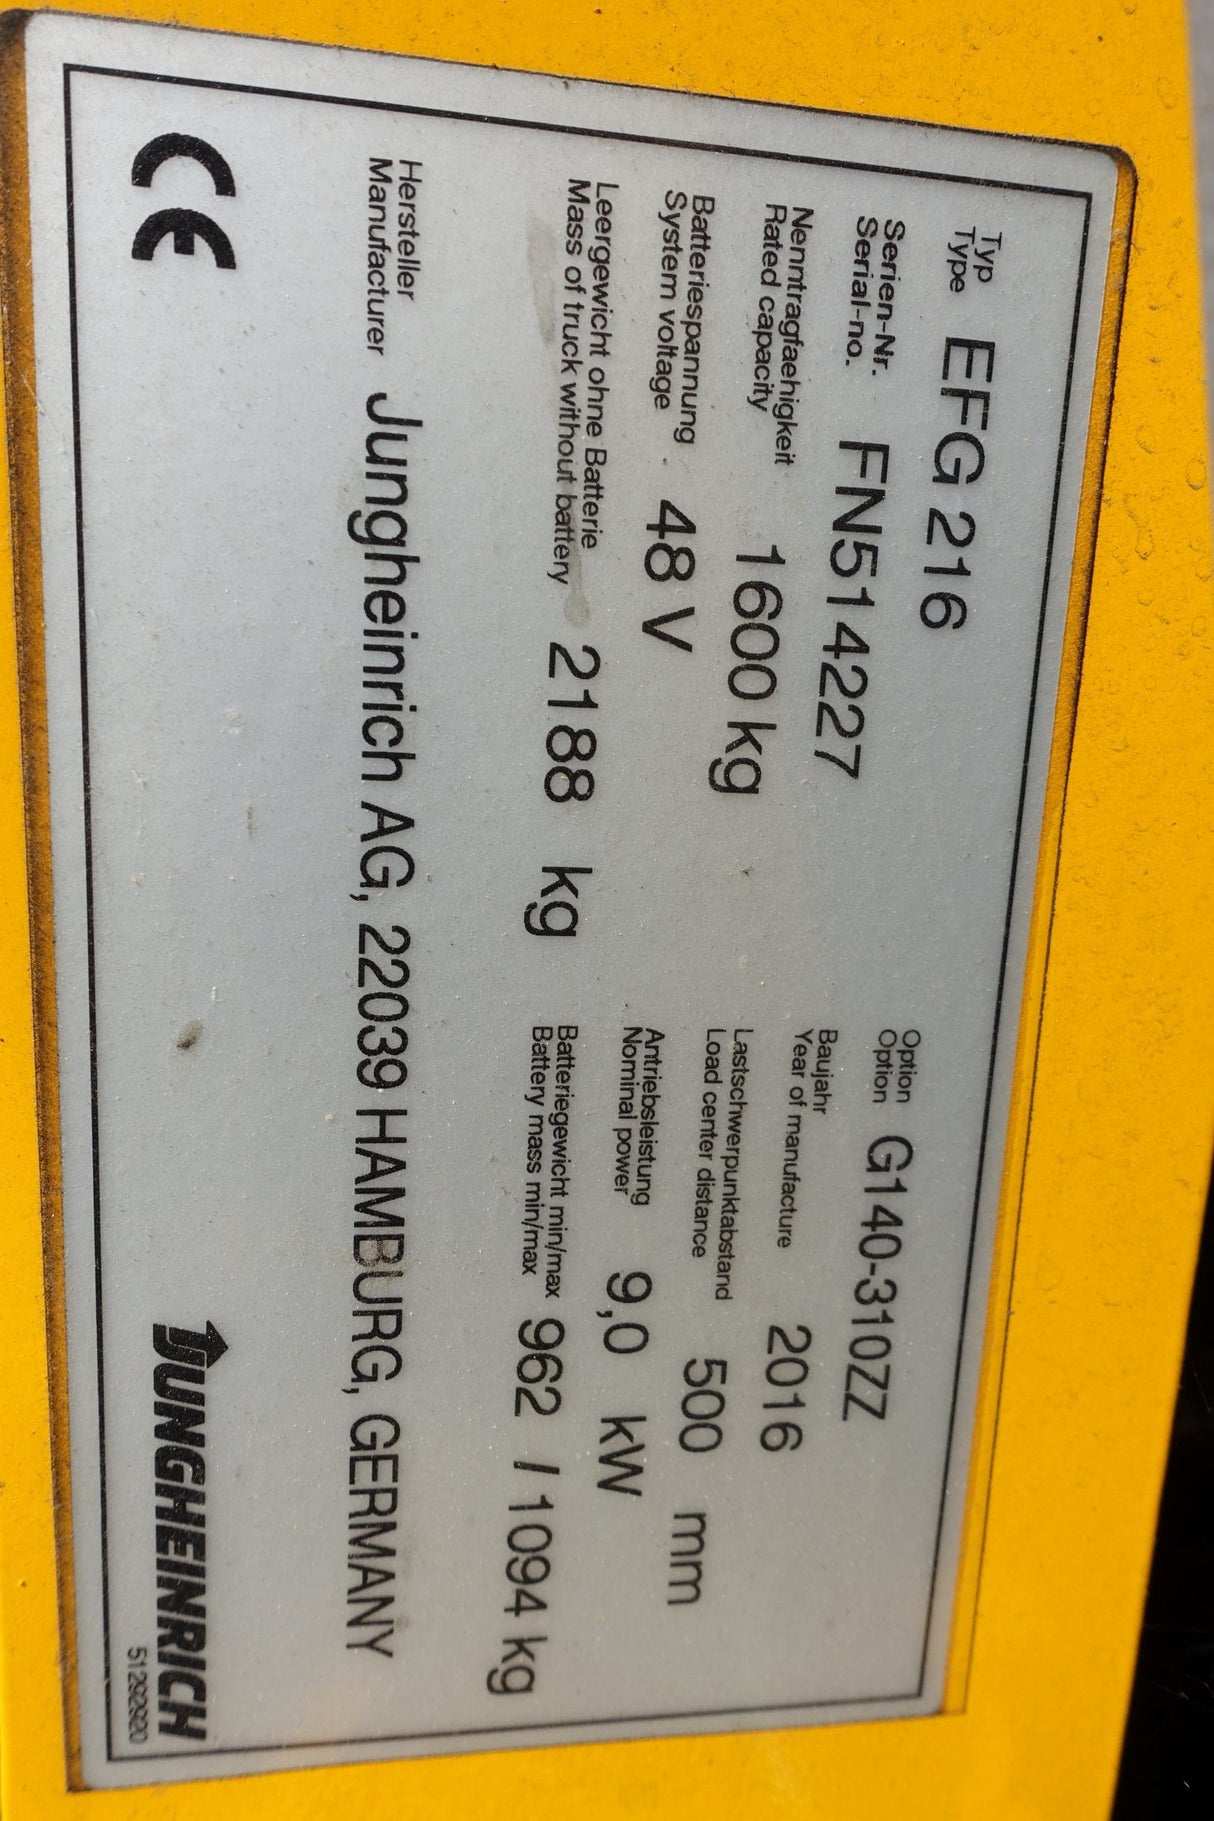 Typ
Type EFG 216
Serien-Nr.
Serial-no. FN514227
Option
Option G140-310ZZ
Nenntragfaehigkeit
Rated capacity 1600 kg
Baujahr
Year of manufacture 2016
Batteriespannung
System voltage 48 V
Lastschwerpunktabstand
Load center distance 500 mm
Antriebsleistung
Nominal power 9,0 kW
Leergewicht ohne Batterie
Mass of truck without battery 2188 kg
Batteriegewicht min/max
Battery mass min/max 962 / 1094 kg
Hersteller
Manufacturer Jungheinrich AG, 22039 HAMBURG, GERMANY
CE
JUNGHEINRICH
51292920